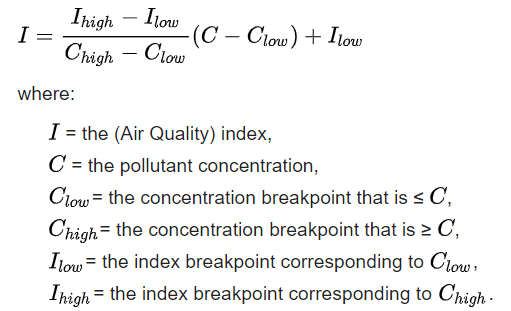 I = \frac{I_{high} - I_{low}}{C_{high} - C_{low}}(C - C_{low}) + I_{low}
where:
I = the (Air Quality) index,
C = the pollutant concentration,
C_{low} = the concentration breakpoint that is ≤ C,
C_{high} = the concentration breakpoint that is ≥ C,
I_{low} = the index breakpoint corresponding to C_{low},
I_{high} = the index breakpoint corresponding to C_{high}.